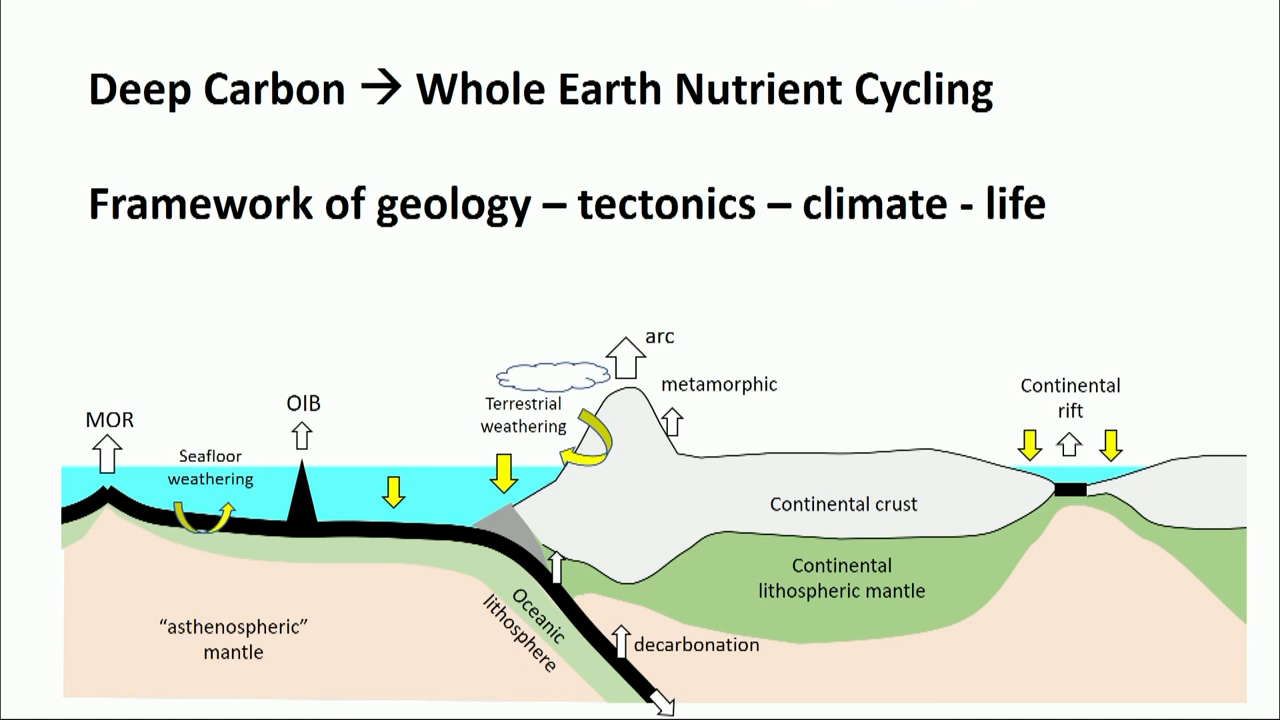 Deep Carbon → Whole Earth Nutrient Cycling
Framework of geology – tectonics – climate - life
arc
metamorphic
Continental
rift
OIB
MOR
Terrestrial
weathering
Seafloor
weathering
Continental crust
Continental
lithospheric mantle
Oceanic
lithosphere
"asthenospheric"
mantle
decarbonation